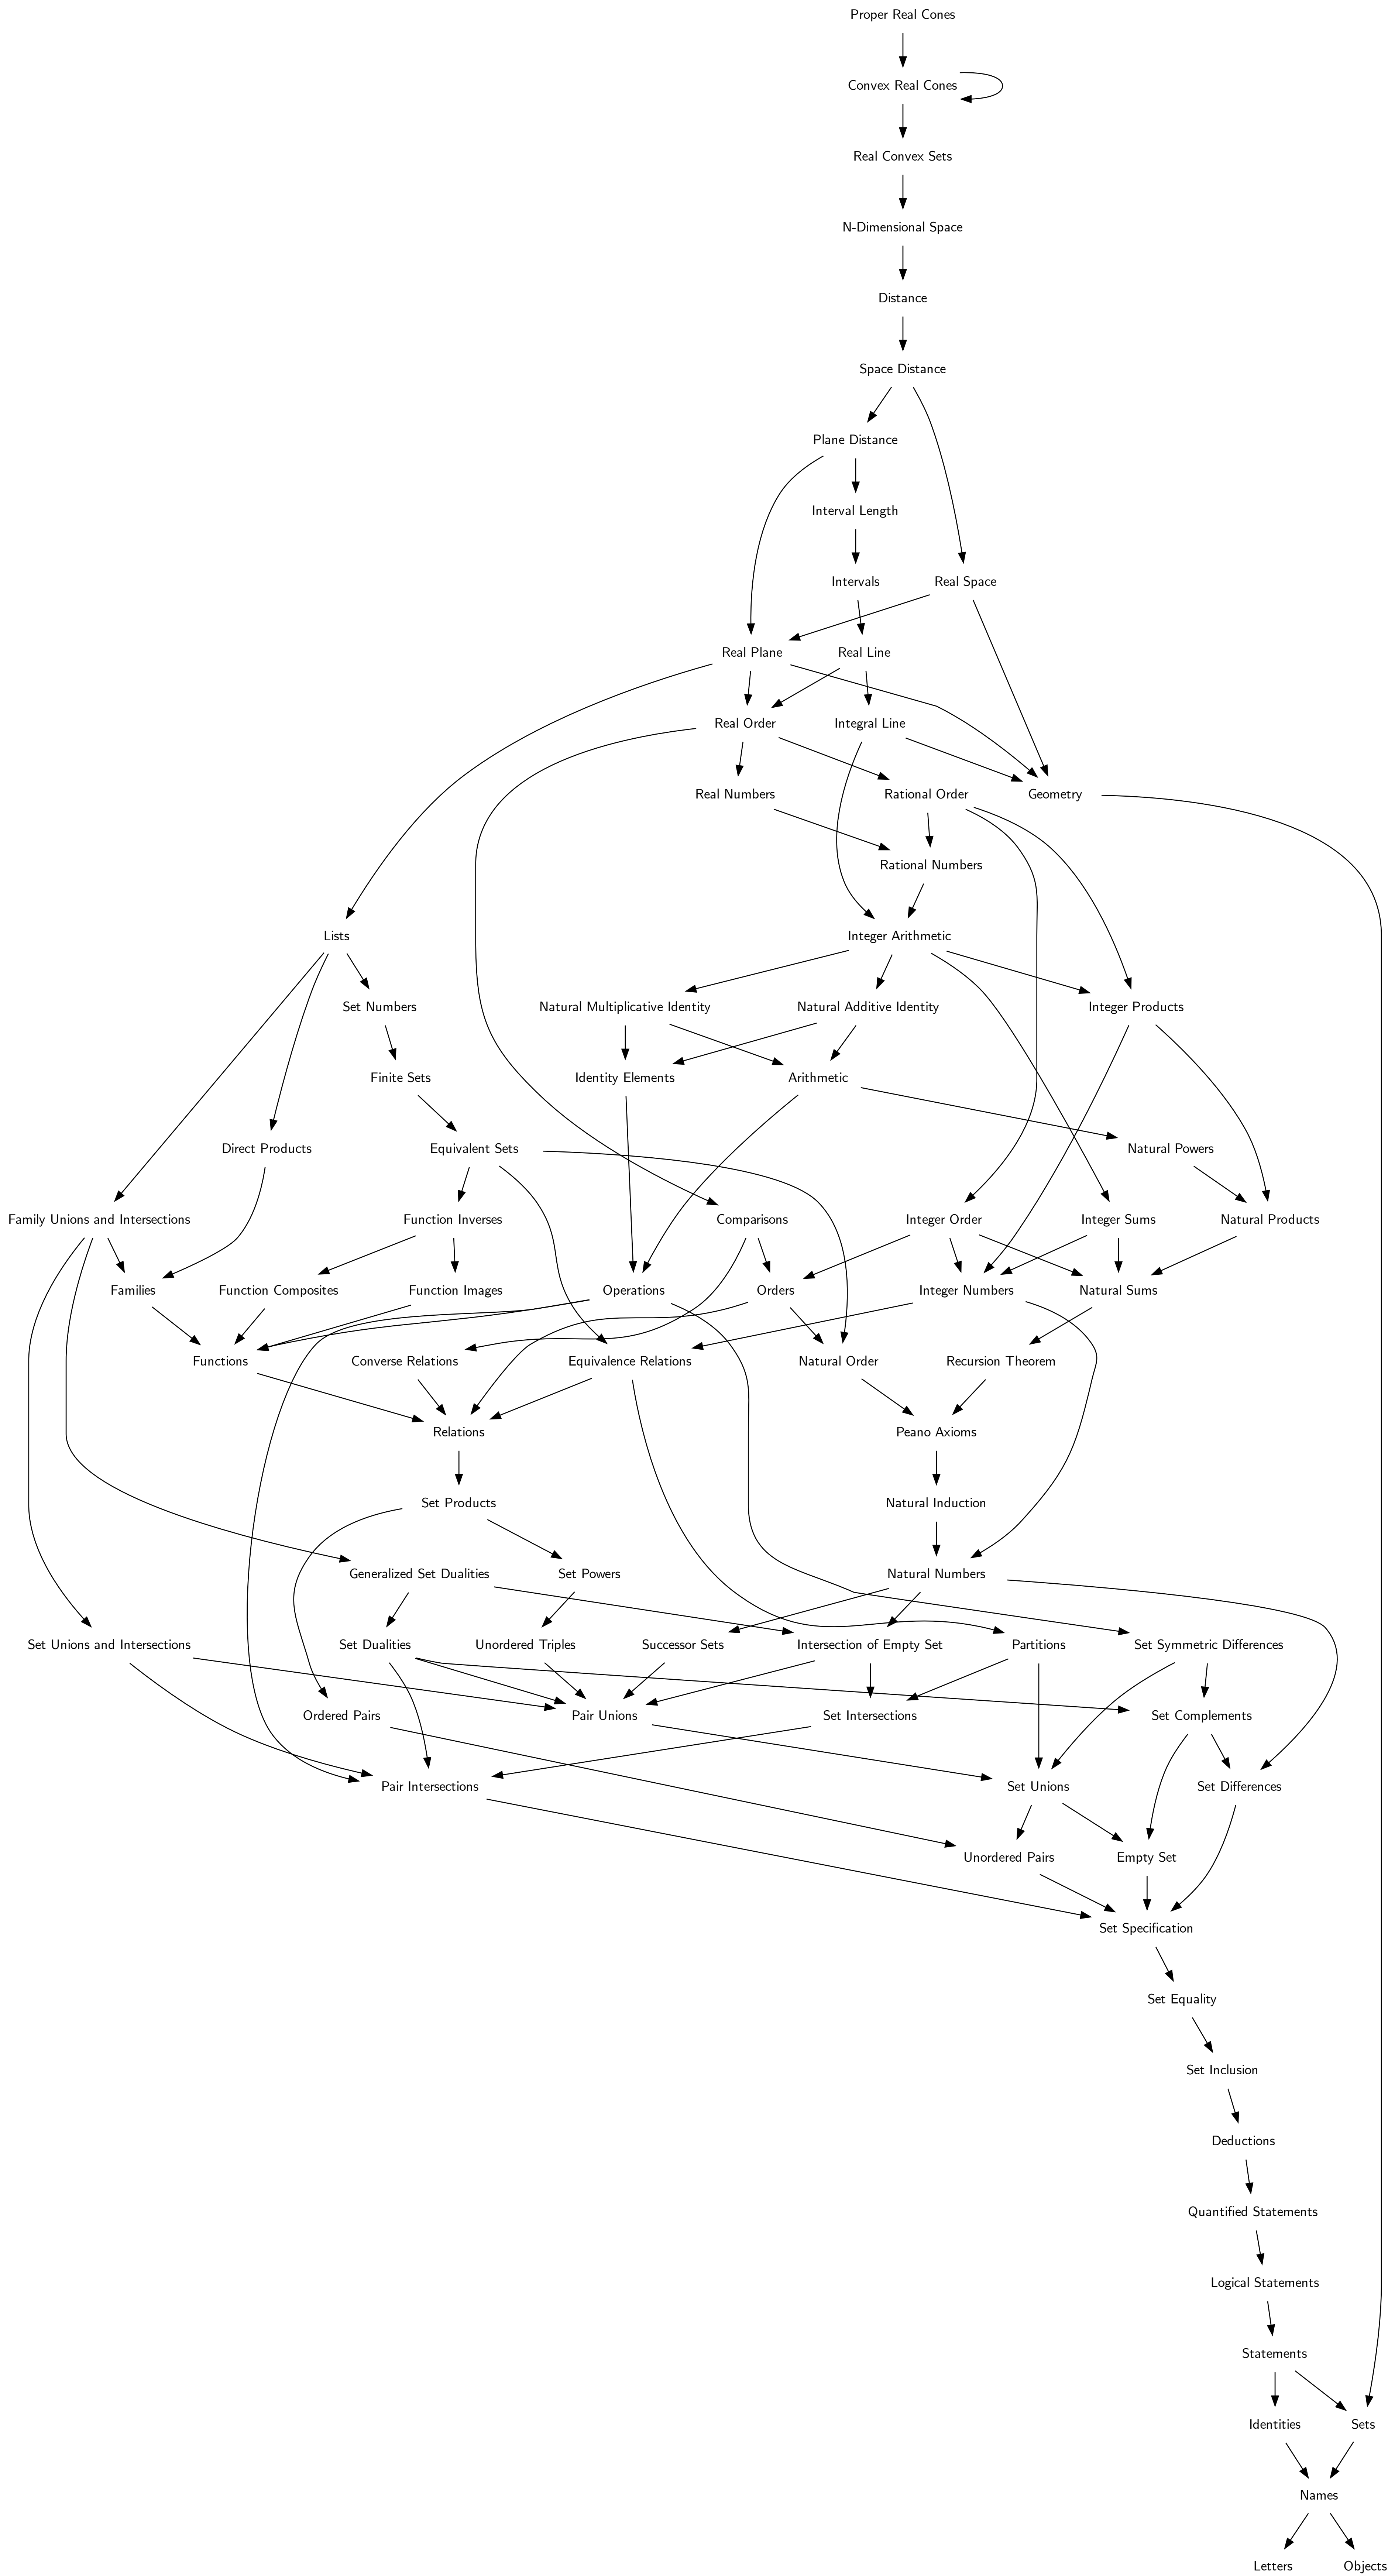 Proper Real Cones
Convex Real Cones
Real Convex Sets
N-Dimensional Space
Distance
Space Distance
Plane Distance
Interval Length
Intervals
Real Space
Real Plane
Real Line
Real Order
Integral Line
Real Numbers
Rational Order
Geometry
Rational Numbers
Lists
Integer Arithmetic
Set Numbers
Natural Multiplicative Identity
Natural Additive Identity
Integer Products
Finite Sets
Identity Elements
Arithmetic
Direct Products
Equivalent Sets
Natural Powers
Family Unions and Intersections
Function Inverses
Comparisons
Integer Order
Integer Sums
Natural Products
Families
Function Composites
Function Images
Operations
Orders
Integer Numbers
Natural Sums
Functions
Converse Relations
Equivalence Relations
Natural Order
Recursion Theorem
Relations
Peano Axioms
Set Products
Natural Induction
Generalized Set Dualities
Set Powers
Natural Numbers
Set Unions and Intersections
Set Dualities
Unordered Triples
Successor Sets
Intersection of Empty Set
Partitions
Set Symmetric Differences
Ordered Pairs
Pair Unions
Set Intersections
Set Complements
Pair Intersections
Set Unions
Set Differences
Unordered Pairs
Empty Set
Set Specification
Set Equality
Set Inclusion
Deductions
Quantified Statements
Logical Statements
Statements
Identities
Sets
Names
Letters
Objects